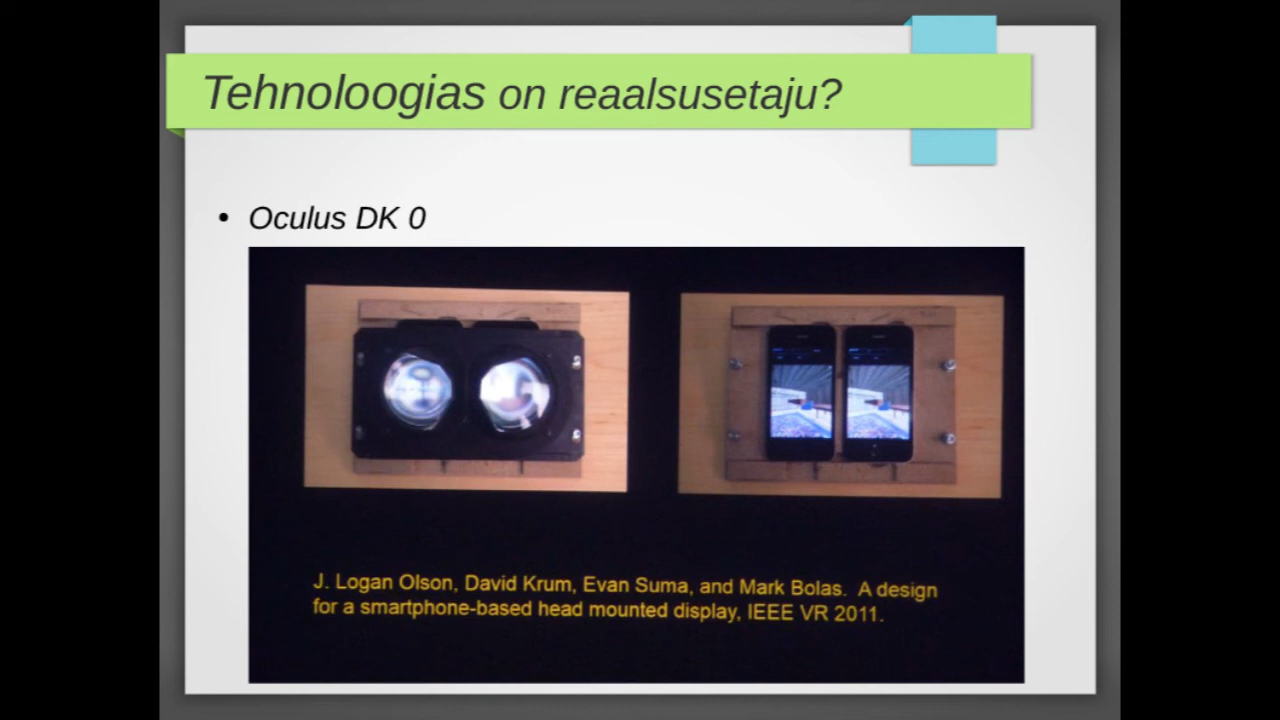 Tehnoloogias on reaalsusetaju?
• Oculus DK 0
J. Logan Olson, David Krum, Evan Suma, and Mark Bolas. A design
for a smartphone-based head mounted display, IEEE VR 2011.